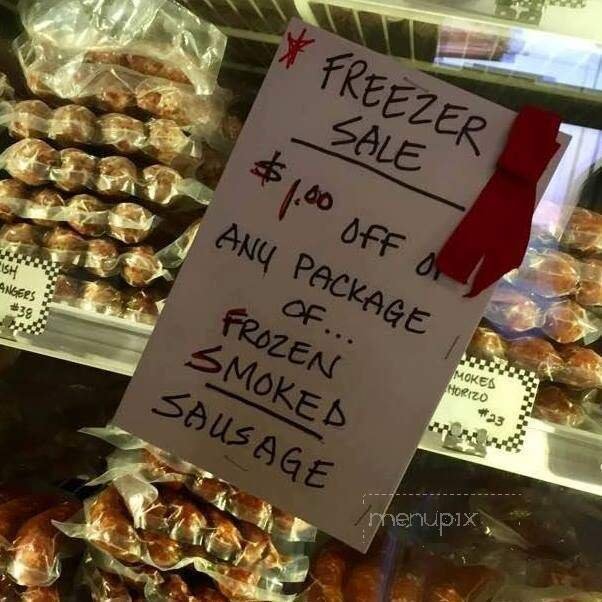 * FREEZER
SALE
$1.00 OFF
ANY PACKAGE
OF...
FROZEN
SMOKED
SAUSAGE
ISH
ANGERS
#38
MOKED
HORIZO
#23
menupix